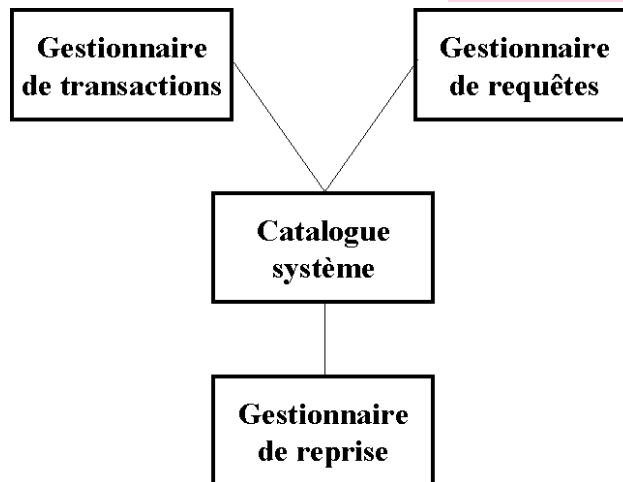 Gestionnaire
de transactions
Gestionnaire
de requêtes
Catalogue
système
Gestionnaire
de reprise